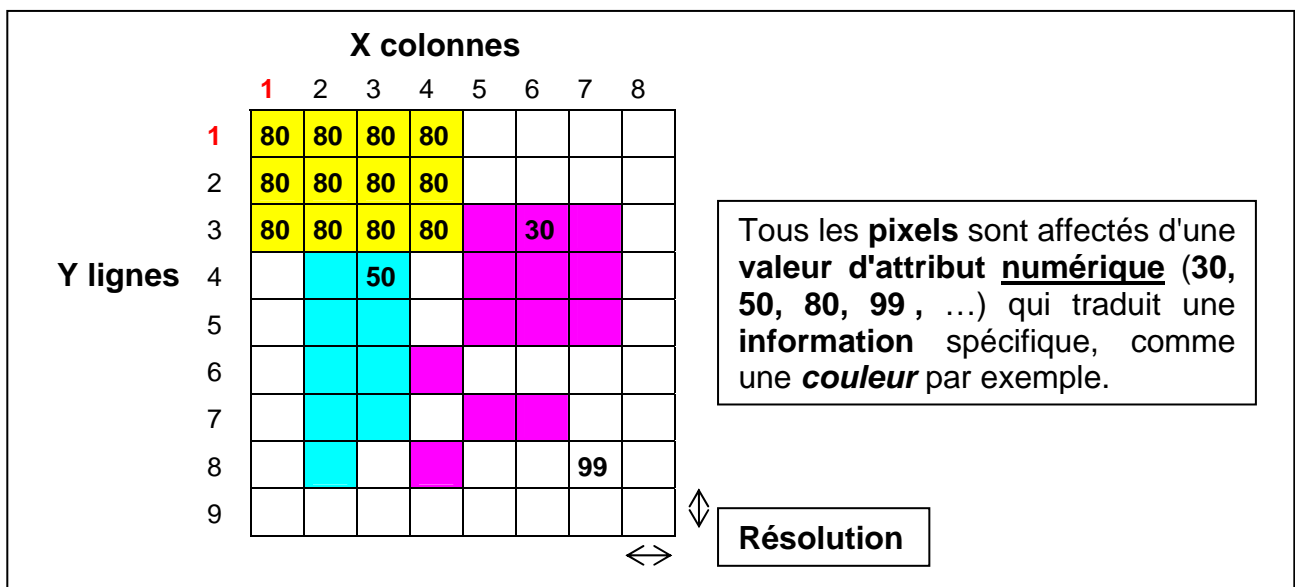 X colonnes
1 2 3 4 5 6 7 8
1 80 80 80 80
2 80 80 80 80
3 80 80 80 80 30
Y lignes 4 50
5
6
7
8 99
9
Tous les pixels sont affectés d'une
valeur d'attribut numérique (30,
50, 80, 99 , …) qui traduit une
information spécifique, comme
une couleur par exemple.
Résolution